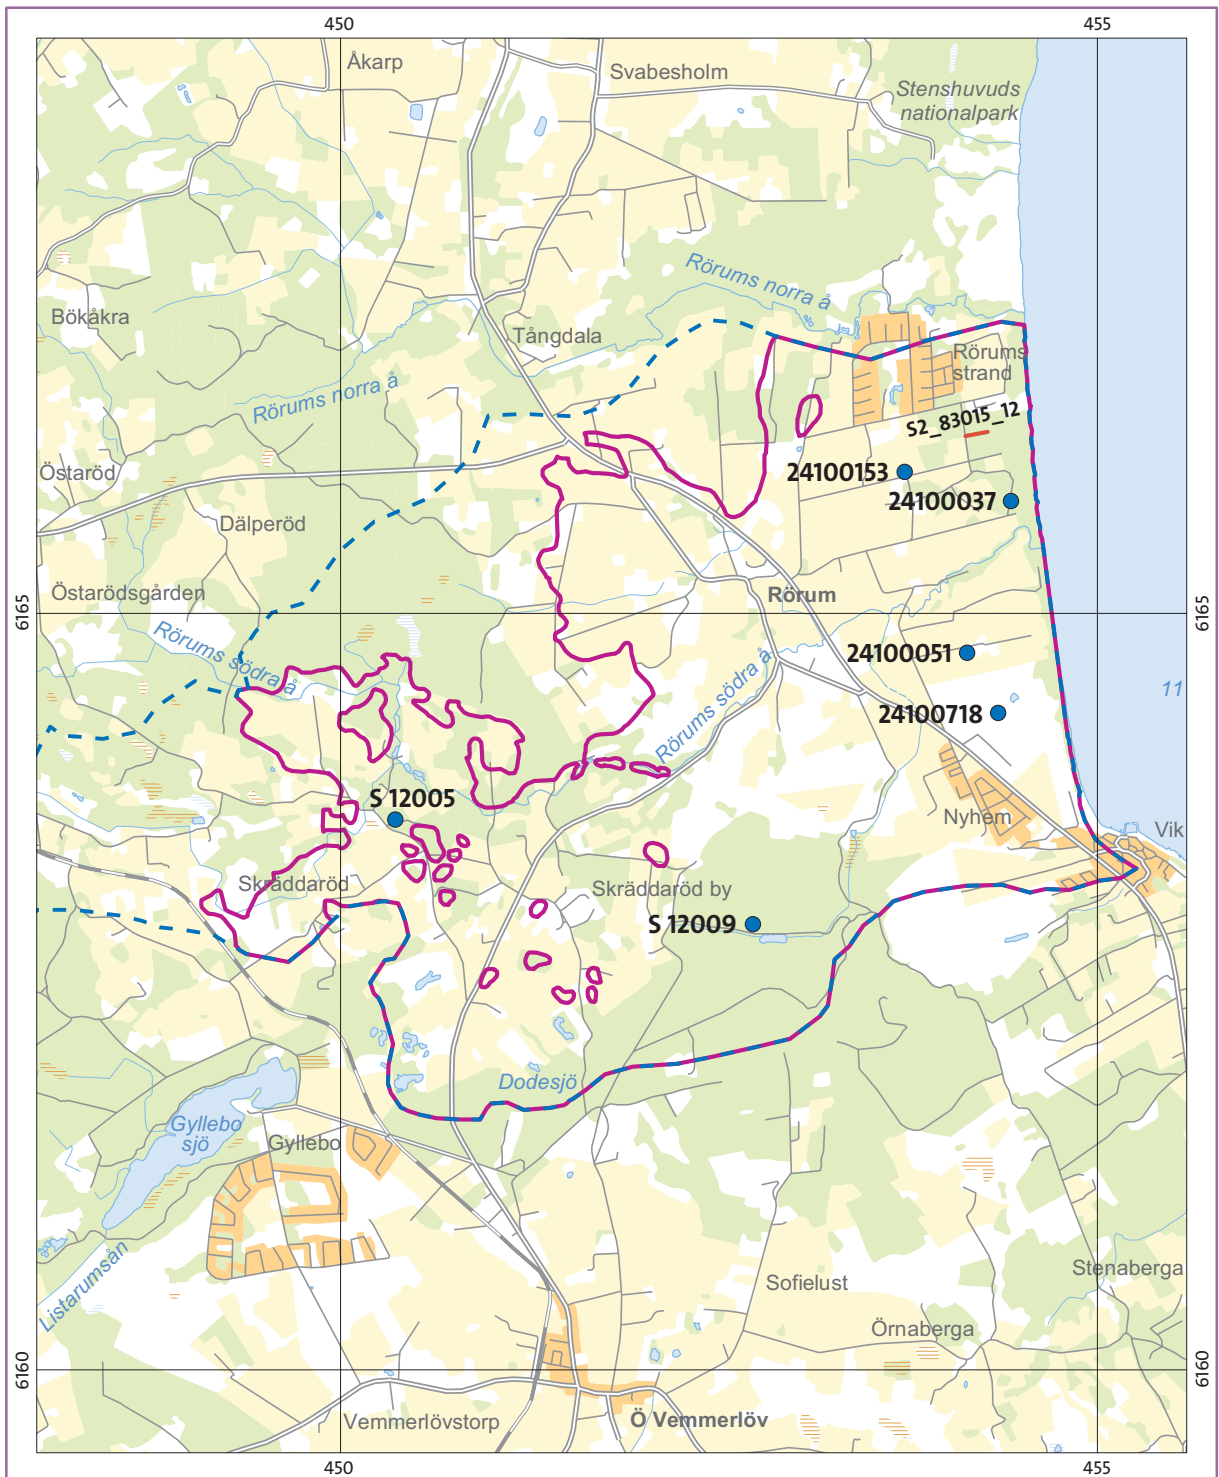 450
455
Åkarp
Svabesholm
Stenshuvuds
nationalpark
Rörums norra å
Bökåkra
Tångdala
Rörums
strand
Rörums norra å
S2_83015_12
Östaröd
24100153
24100037
Dälperöd
Östarödsgården
Rörum
6165
6165
Rörums södra å
24100051
Rörums södra å
11
24100718
S 12005
Nyhem
Vik
Skräddaröd
Skräddaröd by
S 12009
Dodesjö
Gyllebo
sjö
Gyllebo
Listarumsån
Stenaberga
Sofielust
Örnaberga
6160
6160
Vemmerlövstorp
Ö Vemmerlöv
450
455